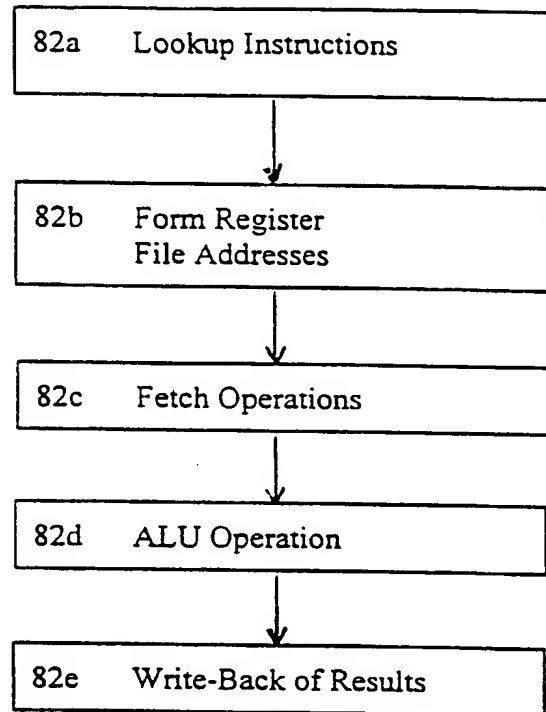 82a Lookup Instructions
82b Form Register
File Addresses
82c Fetch Operations
82d ALU Operation
82e Write-Back of Results